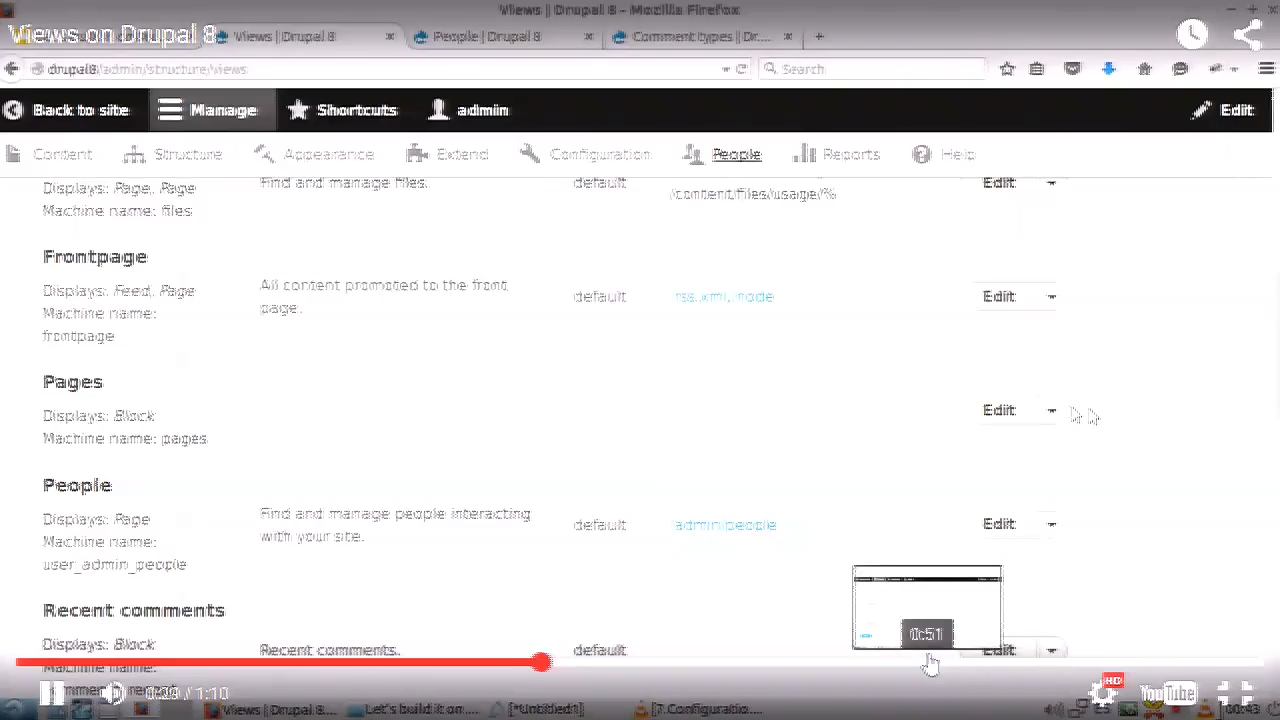 Views || Drupal 8 - Mozilla Firefox
Views on Drupal 8
Views || Drupal 8
People || Drupal 8
Comment types || Dr...
drupal8/admin/structure/views
Search
Back to site
Manage
Shortcuts
admin
Edit
Content
Structure
Appearance
Extend
Configuration
People
Reports
Help
Displays: Page, Page
Machine name: files
Find and manage files.
default
/content/files/usage/%
Edit
Frontpage
Displays: Feed, Page
Machine name:
frontpage
All content promoted to the front
page.
default
rss.xml, node
Edit
Pages
Displays: Block
Machine name: pages
Edit
People
Displays: Page
Machine name:
user_admin_people
Find and manage people interacting
with your site.
default
admin/people
Edit
Recent comments
Displays: Block
Machine name:
Recent comments.
default
Edit
0:51
0:29 / 1:10
HD
YouTube
Views || Drupal 8...
Let's build it on...
[*Untitled]
[7. Configuratio...
00:43